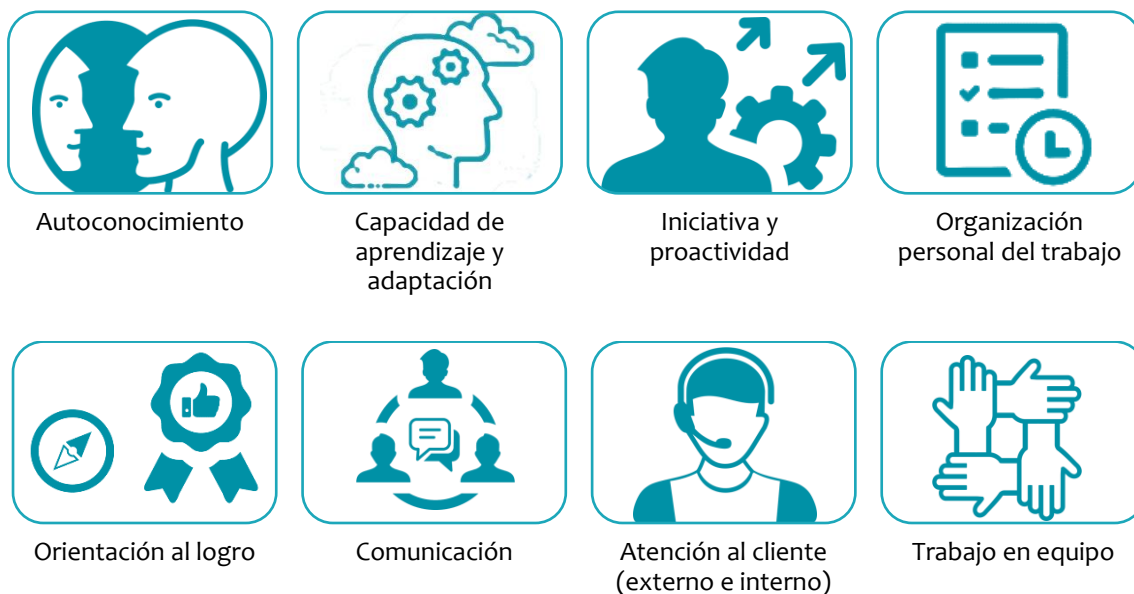 Autoconocimiento
Capacidad de
aprendizaje y
adaptación
Iniciativa y
proactividad
Organización
personal del trabajo
Orientación al logro
Comunicación
Atención al cliente
(externo e interno)
Trabajo en equipo